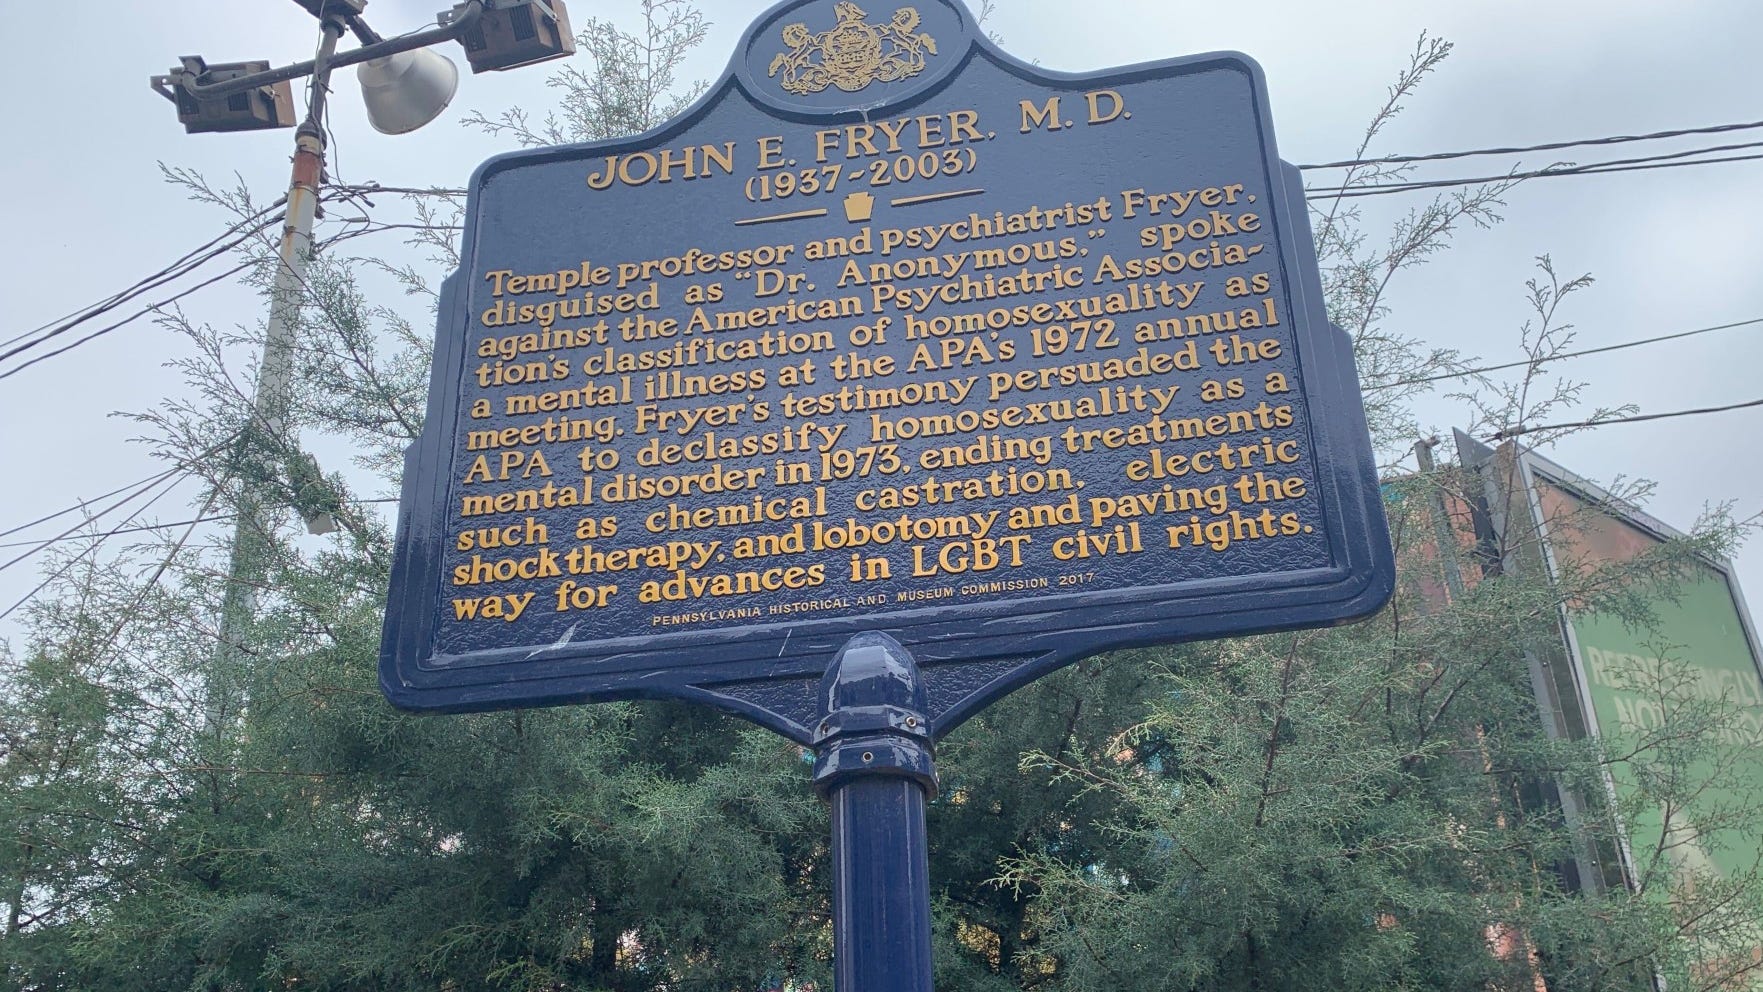 JOHN E. FRYER, M.D.
(1937-2003)
Temple professor and psychiatrist Fryer,
disguised as "Dr. Anonymous," spoke
against the American Psychiatric Associa-
tion's classification of homosexuality as
a mental illness at the APA's 1972 annual
meeting. Fryer's testimony persuaded the
APA to declassify homosexuality as a
mental disorder in 1973, ending treatments
such as chemical castration, electric
shock therapy, and lobotomy and paving the
way for advances in LGBT civil rights.
PENNSYLVANIA HISTORICAL AND MUSEUM COMMISSION 2017
REFRESHINGLY